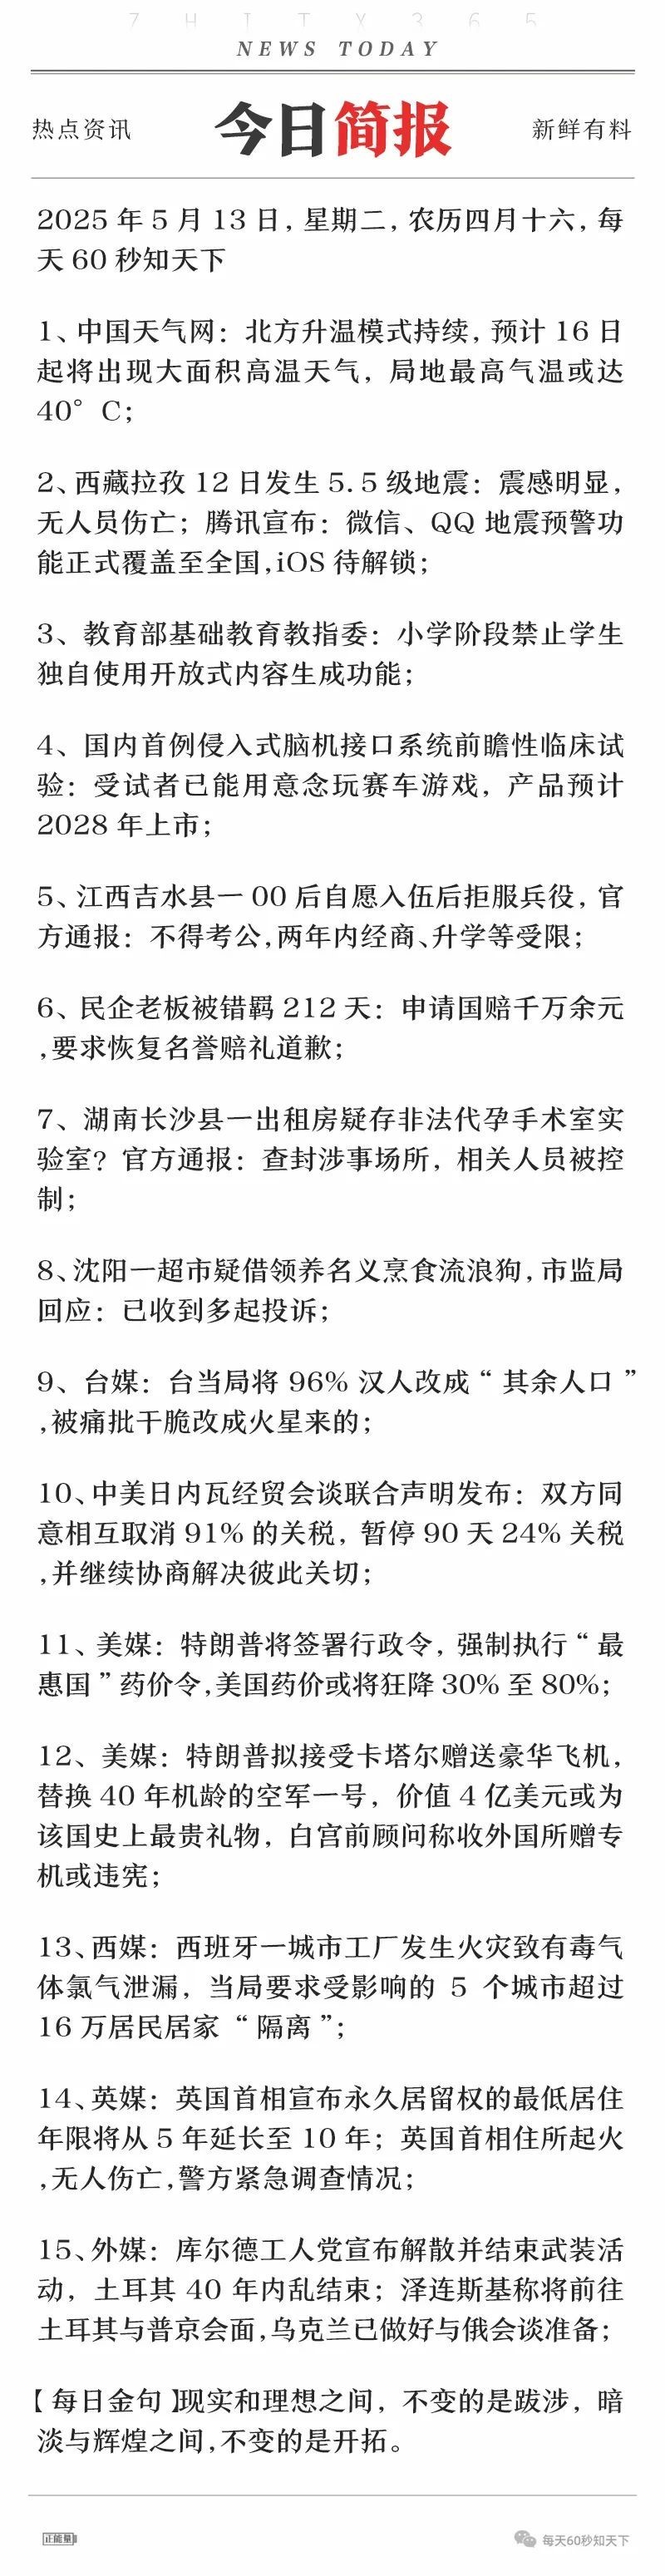 7 H I T X 3 6 5
NEWS TODAY
热点资讯 今日简报 新鲜有料
2025 年 5 月 13 日, 星期二, 农历四月十六, 每
天 60 秒知天下
1、中国天气网: 北方升温模式持续, 预计 16 日
起将出现大面积高温天气, 局地最高气温或达
40° C;
2、西藏拉孜 12 日发生 5.5 级地震: 震感明显,
无人员伤亡; 腾讯宣布: 微信、QQ 地震预警功
能正式覆盖至全国,iOS 待解锁;
3、教育部基础教育教指委: 小学阶段禁止学生
独自使用开放式内容生成功能;
4、国内首例侵入式脑机接口系统前瞻性临床试
验: 受试者已能用意念玩赛车游戏, 产品预计
2028 年上市;
5、江西吉水县一 00 后自愿入伍后拒服兵役, 官
方通报: 不得考公,两年内经商、升学等受限;
6、民企老板被错羁 212 天: 申请国赔千万余元
,要求恢复名誉赔礼道歉;
7、湖南长沙县一出租房疑存非法代孕手术室实
验室? 官方通报: 查封涉事场所, 相关人员被控
制;
8、沈阳一超市疑借领养名义烹食流浪狗,市监局
回应: 已收到多起投诉;
9、台媒: 台当局将 96% 汉人改成 “ 其余人口 ”
,被痛批干脆改成火星来的;
10、中美日内瓦经贸会谈联合声明发布: 双方同
意相互取消 91% 的关税, 暂停 90 天 24% 关税
,并继续协商解决彼此关切;
11、美媒: 特朗普将签署行政令, 强制执行 “ 最
惠国 ” 药价令,美国药价或将狂降 30% 至 80%;
12、美媒: 特朗普拟接受卡塔尔赠送豪华飞机,
替换 40 年机龄的空军一号, 价值 4 亿美元或为
该国史上最贵礼物, 白宫前顾问称收外国所赠专
机或违宪;
13、西媒: 西班牙一城市工厂发生火灾致有毒气
体氯气泄漏, 当局要求受影响的 5 个城市超过
16 万居民居家 “ 隔离 ”;
14、英媒: 英国首相宣布永久居留权的最低居住
年限将从 5 年延长至 10 年; 英国首相住所起火
,无人伤亡,警方紧急调查情况;
15、外媒: 库尔德工人党宣布解散并结束武装活
动, 土耳其 40 年内乱结束; 泽连斯基称将前往
土耳其与普京会面,乌克兰已做好与俄会谈准备;
【 每日金句 】现实和理想之间, 不变的是跋涉, 暗
淡与辉煌之间,不变的是开拓。
正能量 每天60秒知天下